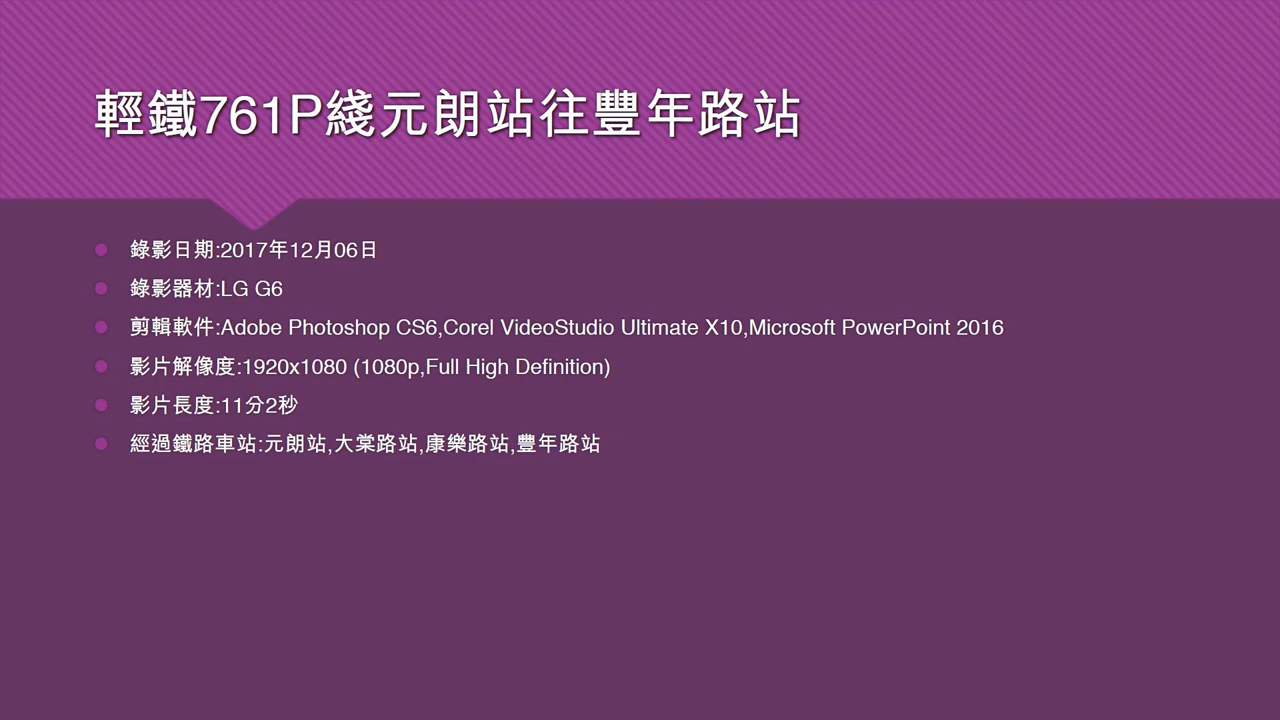 輕鐵761P綫元朗站往豐年路站
錄影日期:2017年12月06日
錄影器材:LG G6
剪輯軟件:Adobe Photoshop CS6,Corel VideoStudio Ultimate X10,Microsoft PowerPoint 2016
影片解像度:1920x1080 (1080p,Full High Definition)
影片長度:11分2秒
經過鐵路車站:元朗站,大棠路站,康樂路站,豐年路站